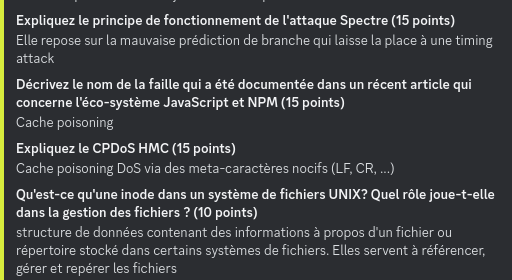 Expliquez le principe de fonctionnement de l'attaque Spectre (15 points)
Elle repose sur la mauvaise prédiction de branche qui laisse la place à une timing
attack
Décrivez le nom de la faille qui a été documentée dans un récent article qui
concerne l'éco-système JavaScript et NPM (15 points)
Cache poisoning
Expliquez le CPDoS HMC (15 points)
Cache poisoning DoS via des meta-caractères nocifs (LF, CR, ...)
Qu'est-ce qu'une inode dans un système de fichiers UNIX? Quel rôle joue-t-elle
dans la gestion des fichiers ? (10 points)
structure de données contenant des informations à propos d'un fichier ou
répertoire stocké dans certains systèmes de fichiers. Elles servent à référencer,
gérer et repérer les fichiers